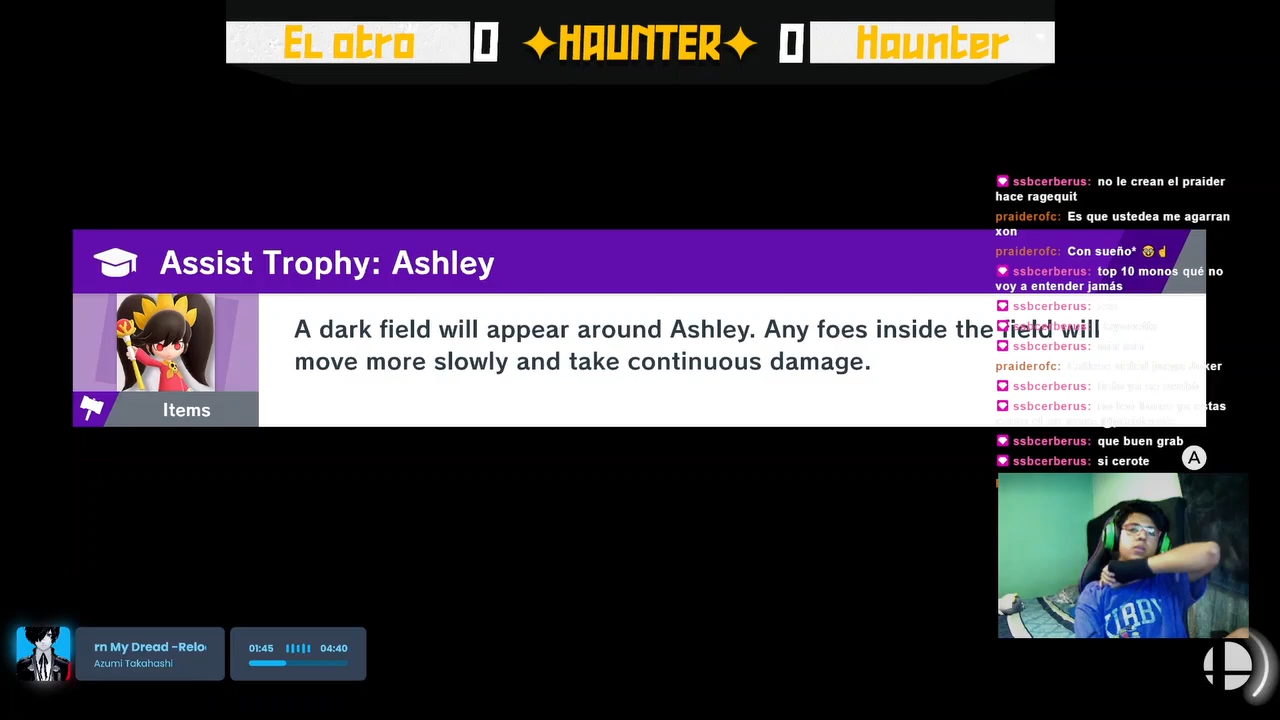 El otro 0 HAUNTER 0 Haunter
ssbcerberus: no le crean el praider
hace ragequit
praiderofc: Es que ustedea me agarran
xon
praiderofc: Con sueño*
ssbcerberus: top 10 monos qué no
voy a entender jamás
ssbcerberus:
ssbcerberus:
ssbcerberus:
praiderofc:
ssbcerberus:
ssbcerberus:
ssbcerberus: que buen grab
ssbcerberus: si cerote
A
Assist Trophy: Ashley
A dark field will appear around Ashley. Any foes inside the field will
move more slowly and take continuous damage.
Items
KIRBY
rn My Dread -Relo
Azumi Takahashi
01:45 04:40